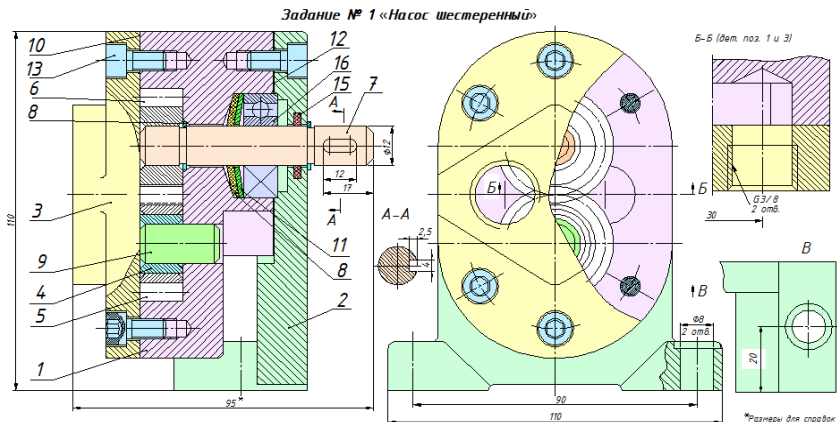 Задание № 1 «Насос шестеренный»
10
13
6
8
3
9
4
5
1
12
16
15
7
А
Φ12
12
17
А
11
8
2
110
95*
А-А
2,5
4
Б
Б
В
Φ8
2 отв.
90
110
Б-Б (дет. поз. 1 и 3)
G3/8
2 отв.
30
В
20
*Размеры для справок